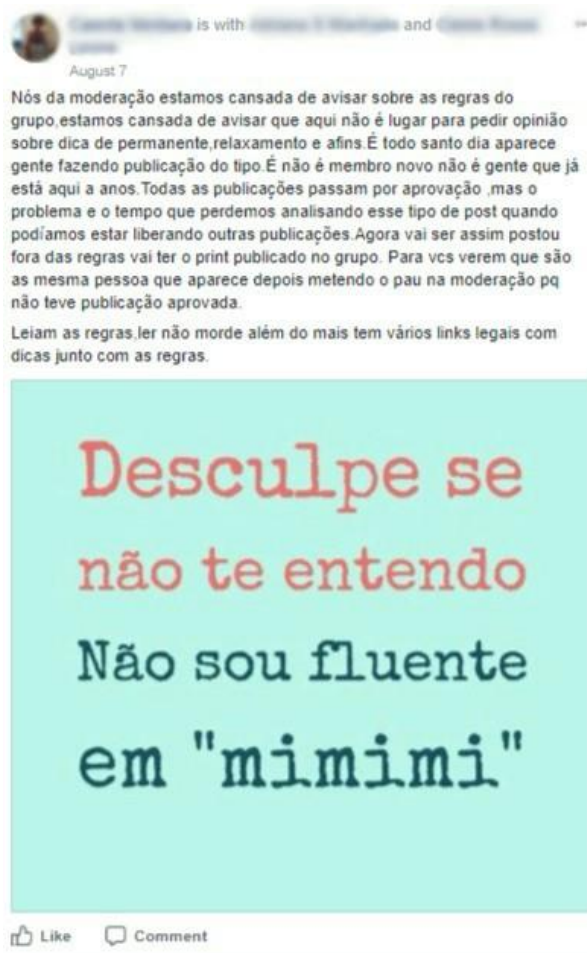 is with and
August 7
Nós da moderação estamos cansada de avisar sobre as regras do
grupo,estamos cansada de avisar que aqui não é lugar para pedir opinião
sobre dica de permanente,relaxamento e afins.É todo santo dia aparece
gente fazendo publicação do tipo.É não é membro novo não é gente que já
está aqui a anos.Todas as publicações passam por aprovação ,mas o
problema e o tempo que perdemos analisando esse tipo de post quando
podíamos estar liberando outras publicações.Agora vai ser assim postou
fora das regras vai ter o print publicado no grupo. Para vcs verem que são
as mesma pessoa que aparece depois metendo o pau na moderação pq
não teve publicação aprovada.
Leiam as regras,ler não morde além do mais tem vários links legais com
dicas junto com as regras.
Desculpe se
não te entendo
Não sou fluente
em "mimimi"
Like Comment